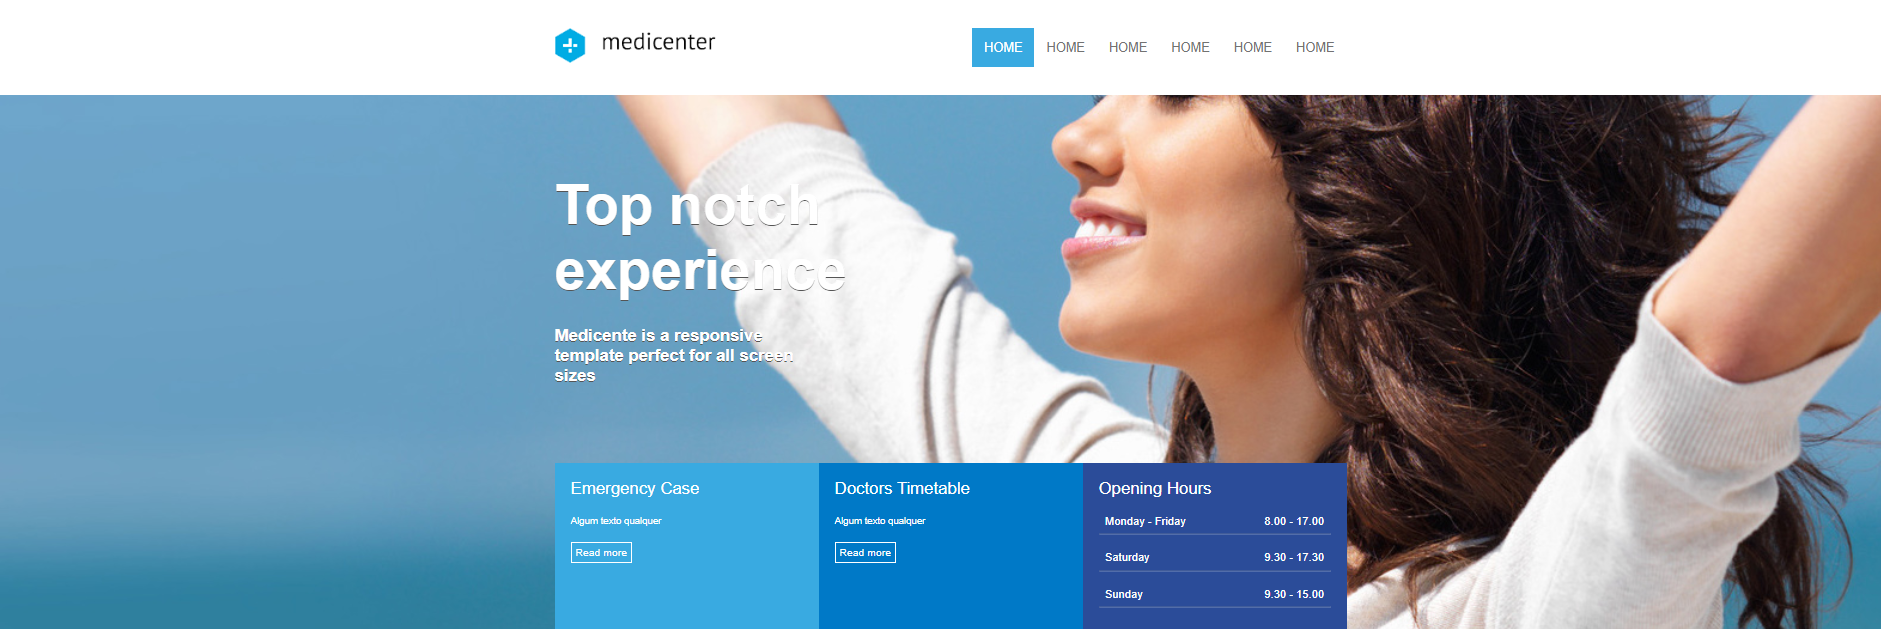 medicenter
HOME HOME HOME HOME HOME HOME
Top notch
experience
Medicente is a responsive
template perfect for all screen
sizes
Emergency Case
Algum texto qualquer
Read more
Doctors Timetable
Algum texto qualquer
Read more
Opening Hours
Monday - Friday 8.00 - 17.00
Saturday 9.30 - 17.30
Sunday 9.30 - 15.00